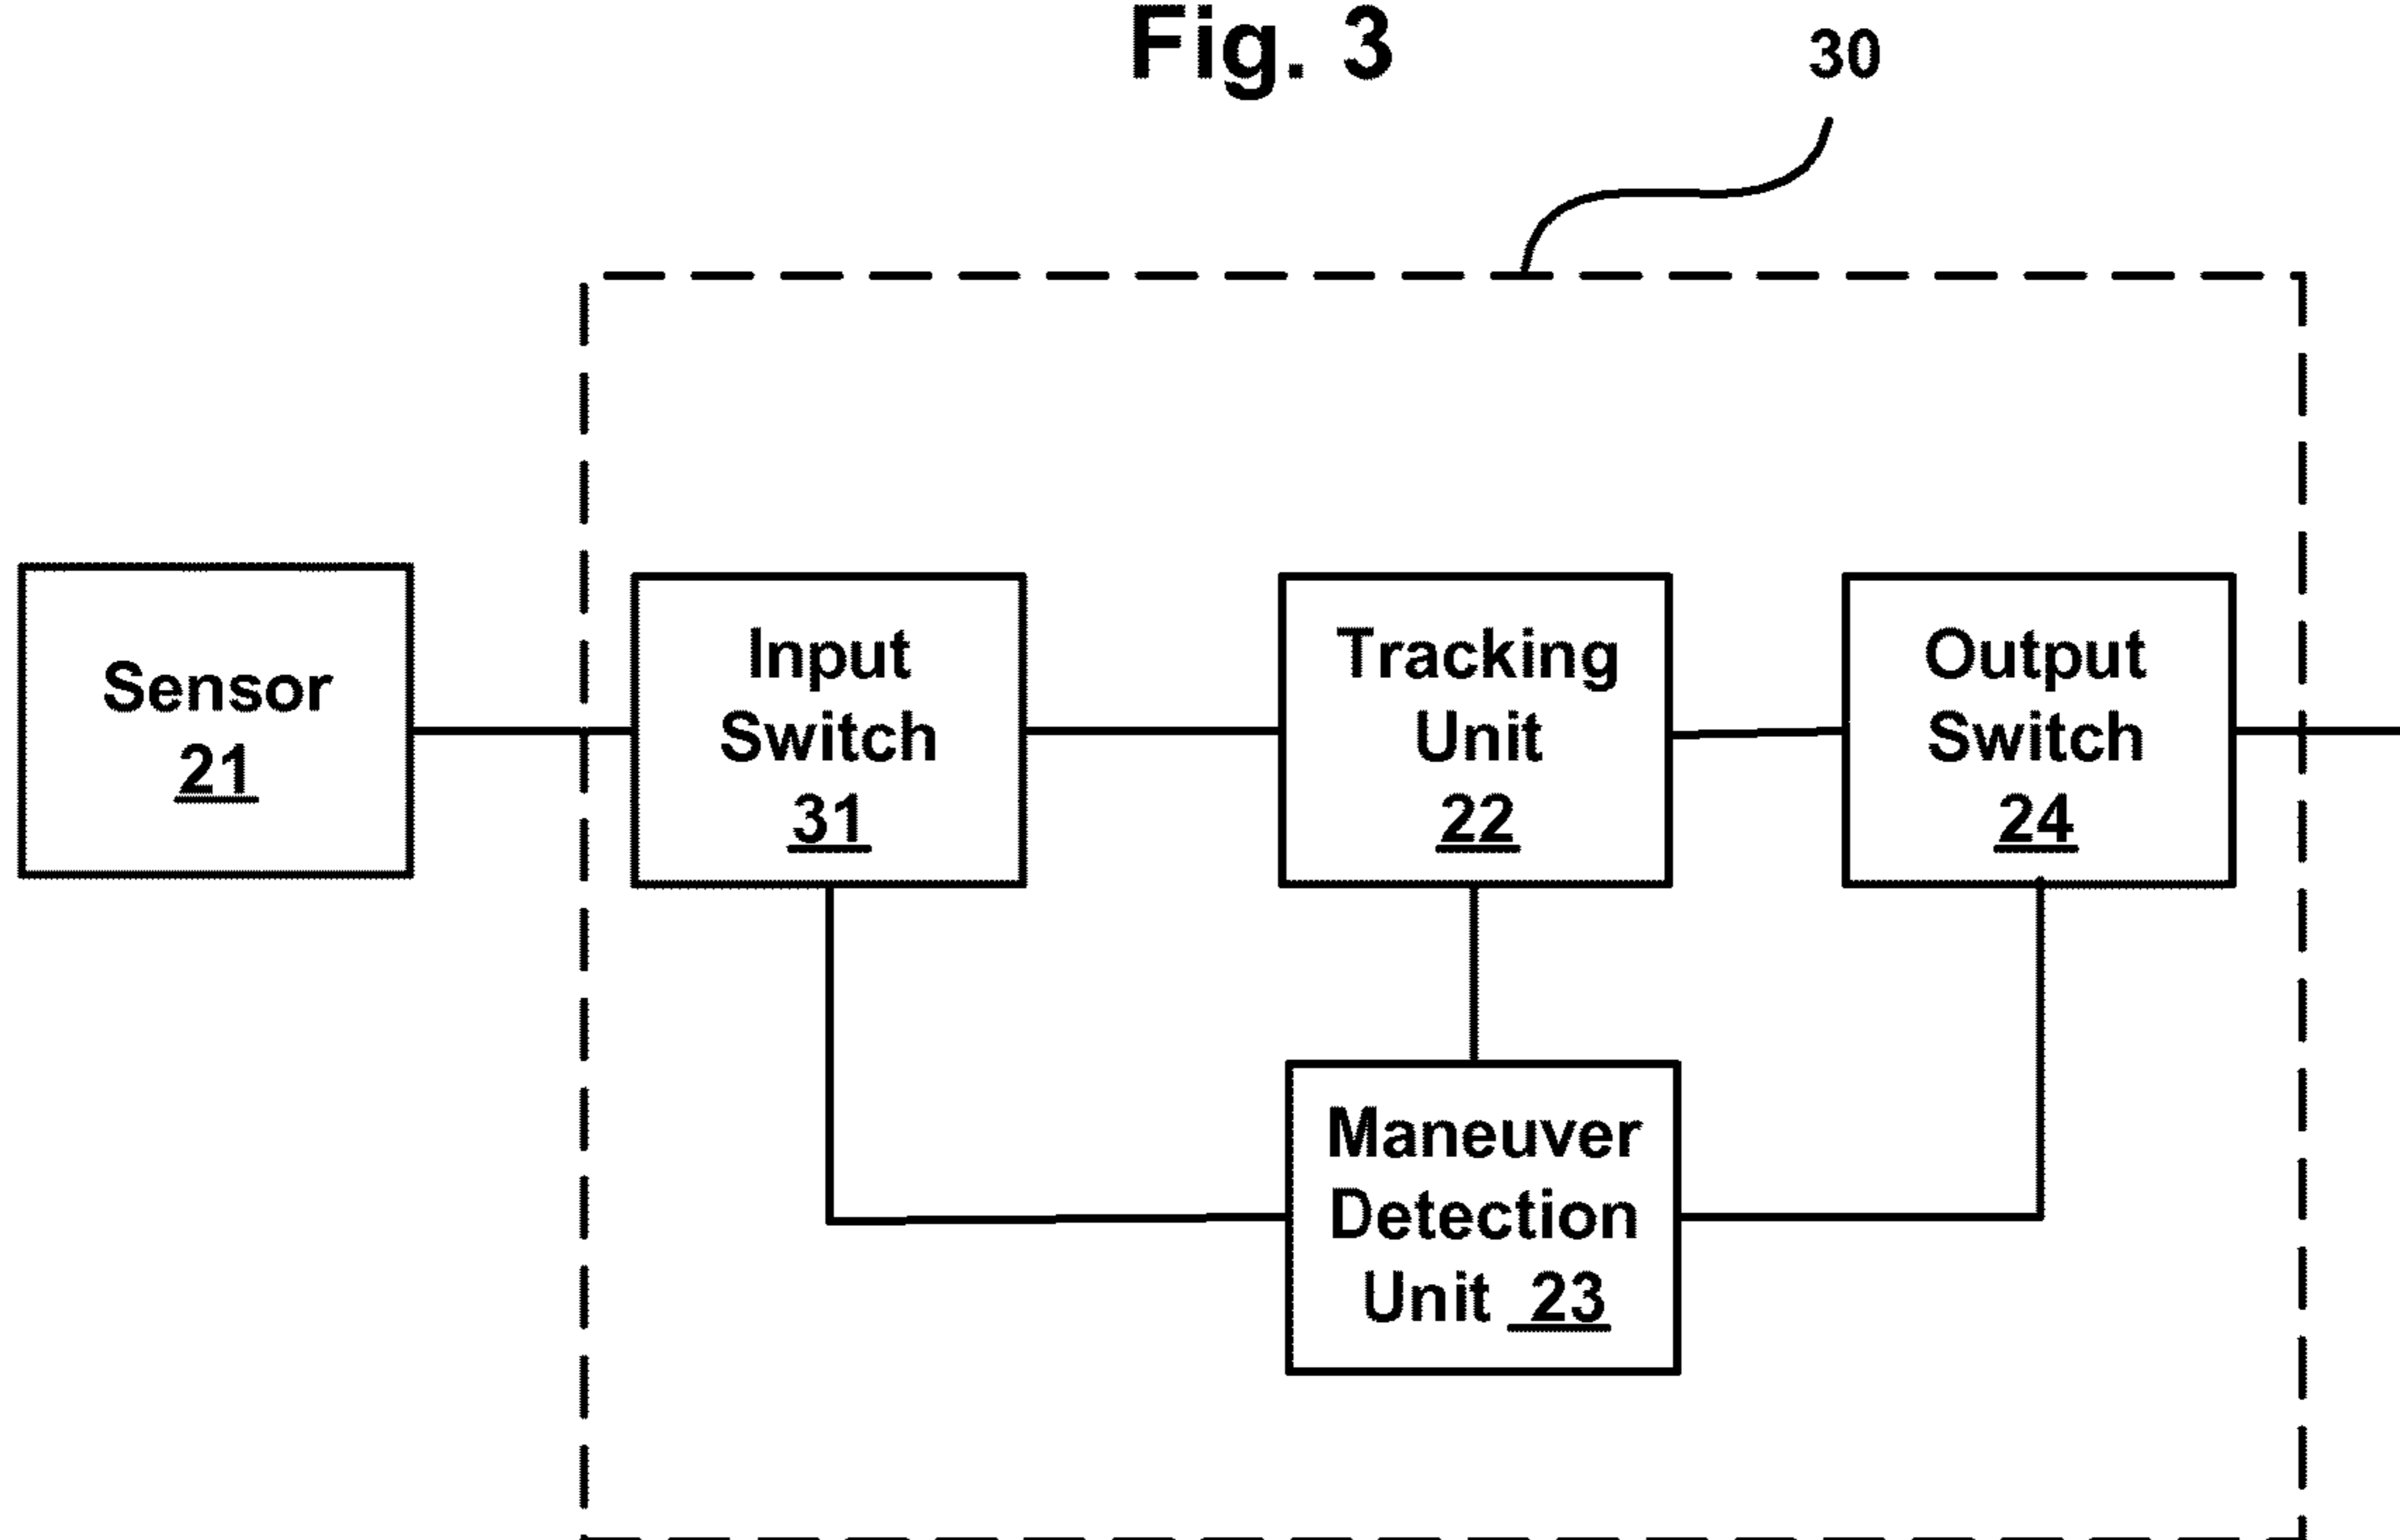 Fig. 3
30
Sensor
21
Input
Switch
31
Tracking
Unit
22
Output
Switch
24
Maneuver
Detection
Unit 23